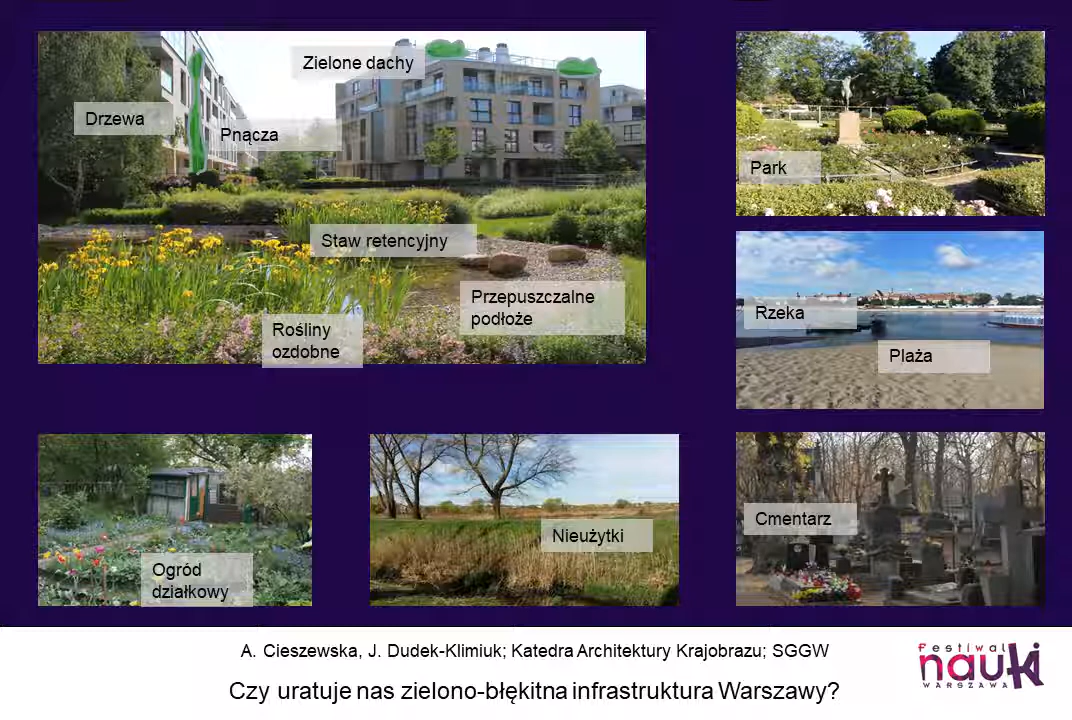 Zielone dachy
Drzewa
Pnącza
Staw retencyjny
Przepuszczalne
podłoże
Rośliny
ozdobne
Park
Rzeka
Plaża
Ogród
działkowy
Nieużytki
Cmentarz
A. Cieszewska, J. Dudek-Klimiuk; Katedra Architektury Krajobrazu; SGGW
Czy uratuje nas zielono-błękitna infrastruktura Warszawy?
festiwal
nauki
WARSZAWA